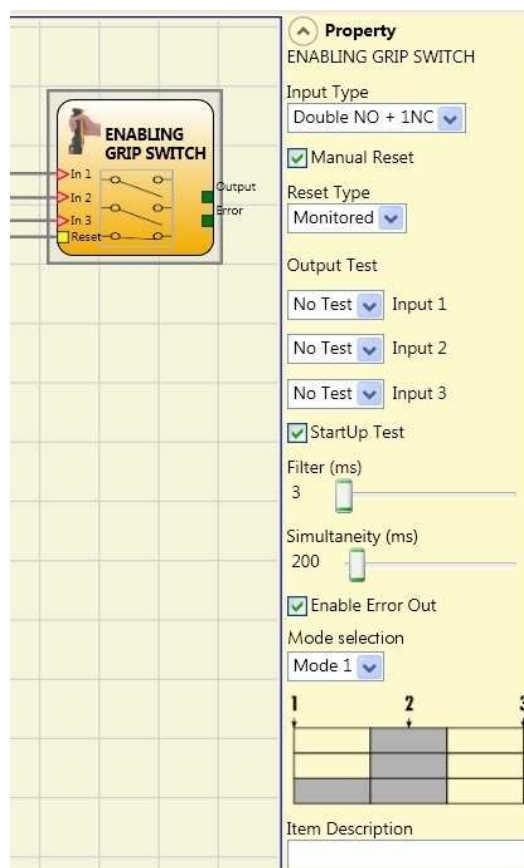 ENABLING
GRIP SWITCH
In 1
In 2
In 3
Reset
Output
Error
Property
ENABLING GRIP SWITCH
Input Type
Double NO + 1NC
Manual Reset
Reset Type
Monitored
Output Test
No Test Input 1
No Test Input 2
No Test Input 3
StartUp Test
Filter (ms)
3
Simultaneity (ms)
200
Enable Error Out
Mode selection
Mode 1
1 2 3
Item Description